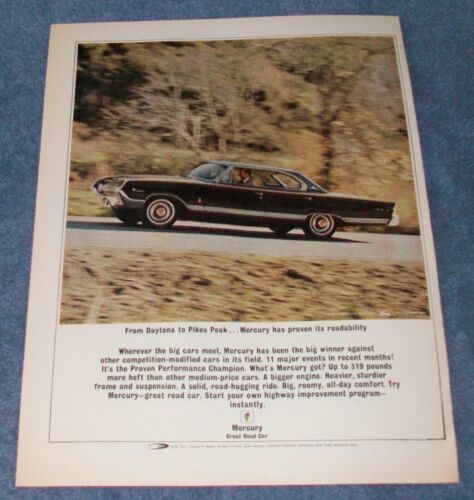 From Daytona to Pikes Peak...Mercury has proven its roadability
Wherever the big cars meet, Mercury has been the big winner against
other competition-modified cars in its field. 11 major events in recent months!
It's the Proven Performance Champion. What's Mercury got? Up to 319 pounds
more heft than other medium-price cars. A bigger engine. Heavier, sturdier
frame and suspension. A solid, road-hugging ride. Big, roomy, all-day comfort. Try
Mercury—great road car. Start your own highway improvement program—
instantly.
Mercury
Great Road Car